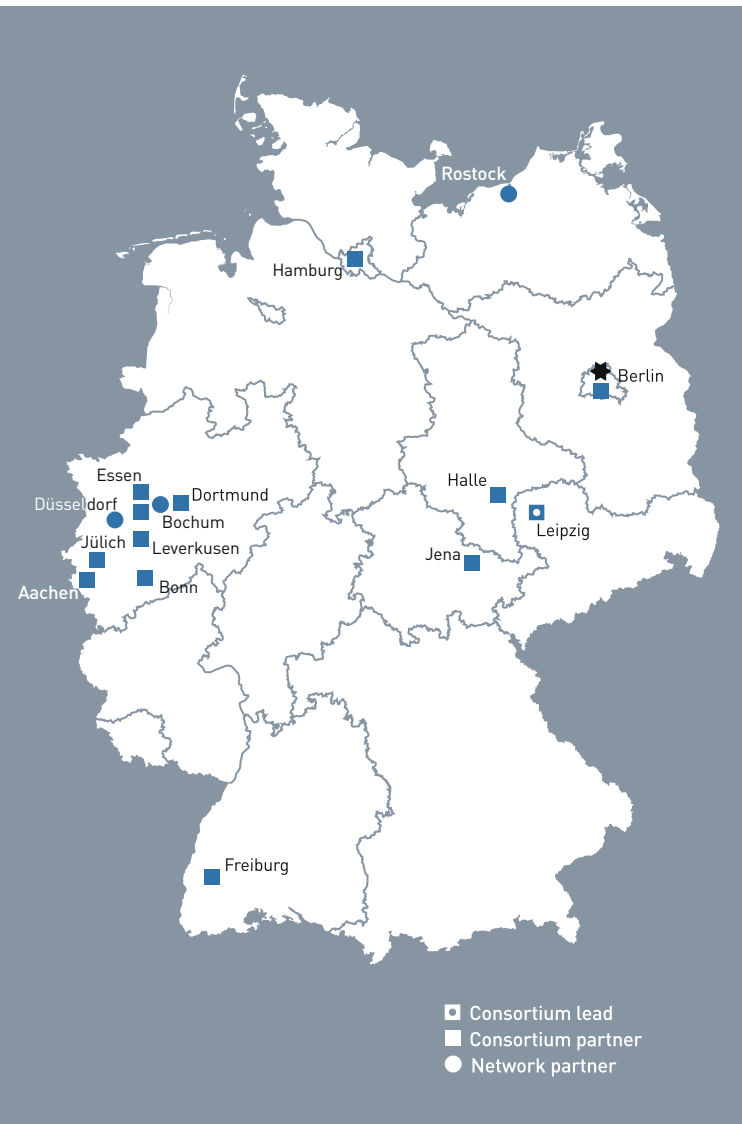 Rostock
Hamburg
Berlin
Essen
Halle
Dortmund
Düsseldorf
Bochum
Leipzig
Jülich
Leverkusen
Jena
Aachen
Bonn
Freiburg
Consortium lead
Consortium partner
Network partner